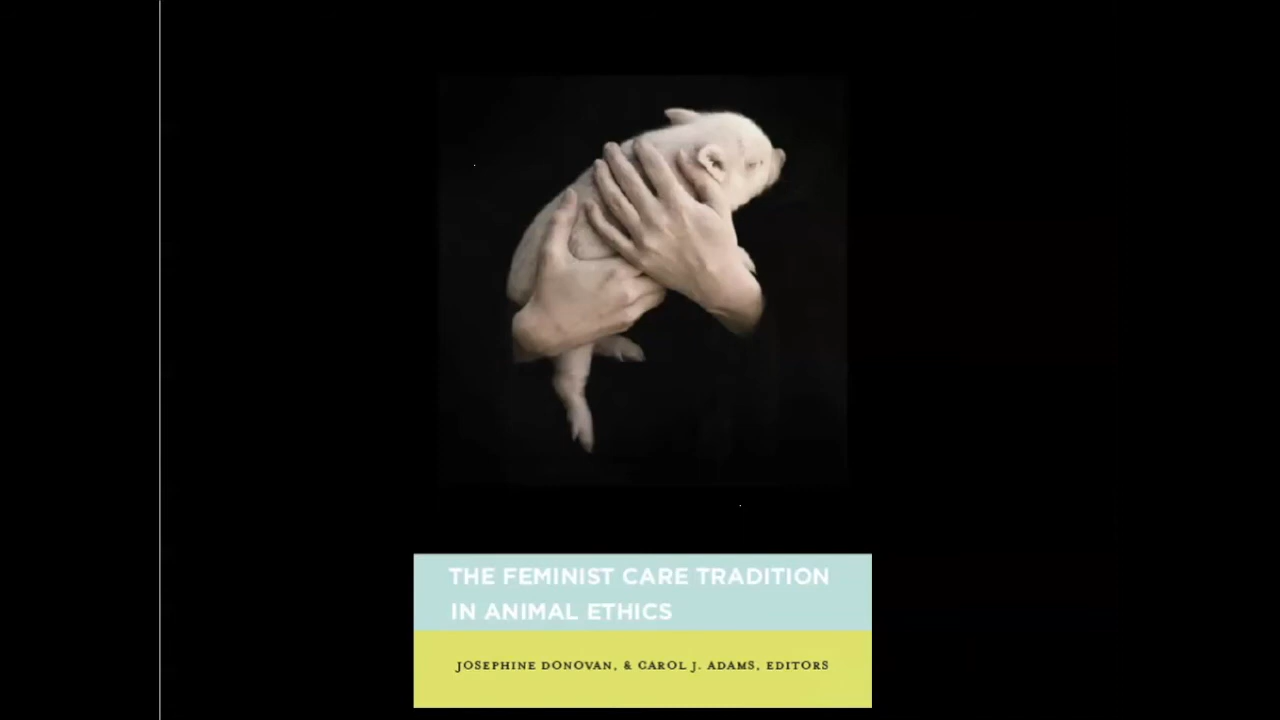 THE FEMINIST CARE TRADITION
IN ANIMAL ETHICS
JOSEPHINE DONOVAN, & CAROL J. ADAMS, EDITORS